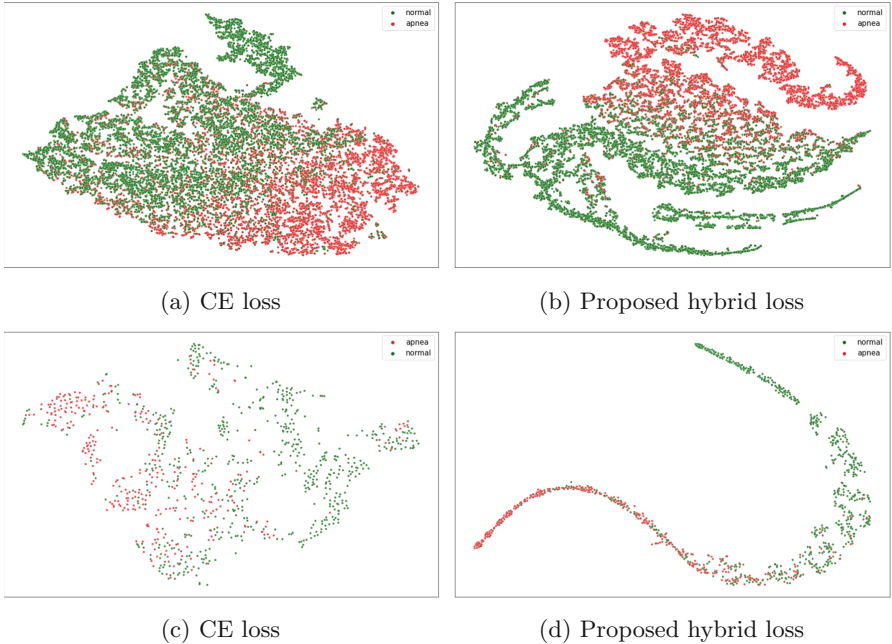 normal
apnea
normal
apnea
(a) CE loss
(b) Proposed hybrid loss
apnea
normal
normal
apnea
(c) CE loss
(d) Proposed hybrid loss